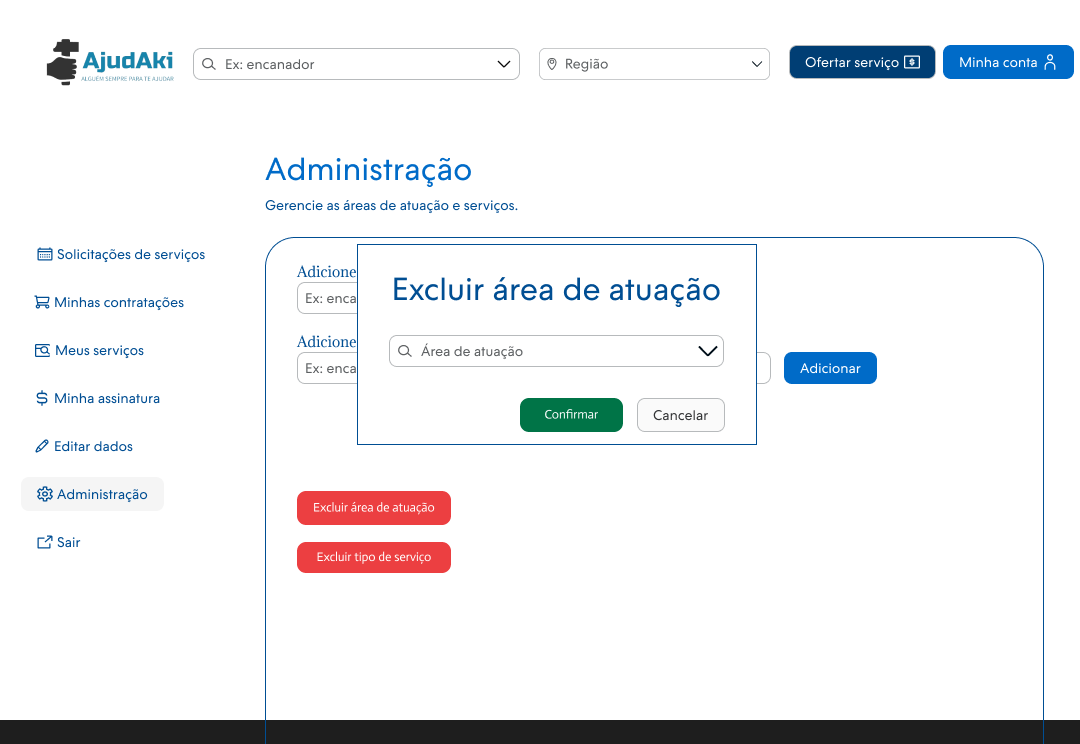 AjudAki
ALGUÉM SEMPRE PARA TE AJUDAR
Ex: encanador
Região
Ofertar serviço
Minha conta
Administração
Gerencie as áreas de atuação e serviços.
Solicitações de serviços
Minhas contratações
Meus serviços
Minha assinatura
Editar dados
Administração
Sair
Adicione
Ex: enca
Adicione
Ex: enca
Adicionar
Excluir área de atuação
Área de atuação
Confirmar
Cancelar
Excluir área de atuação
Excluir tipo de serviço